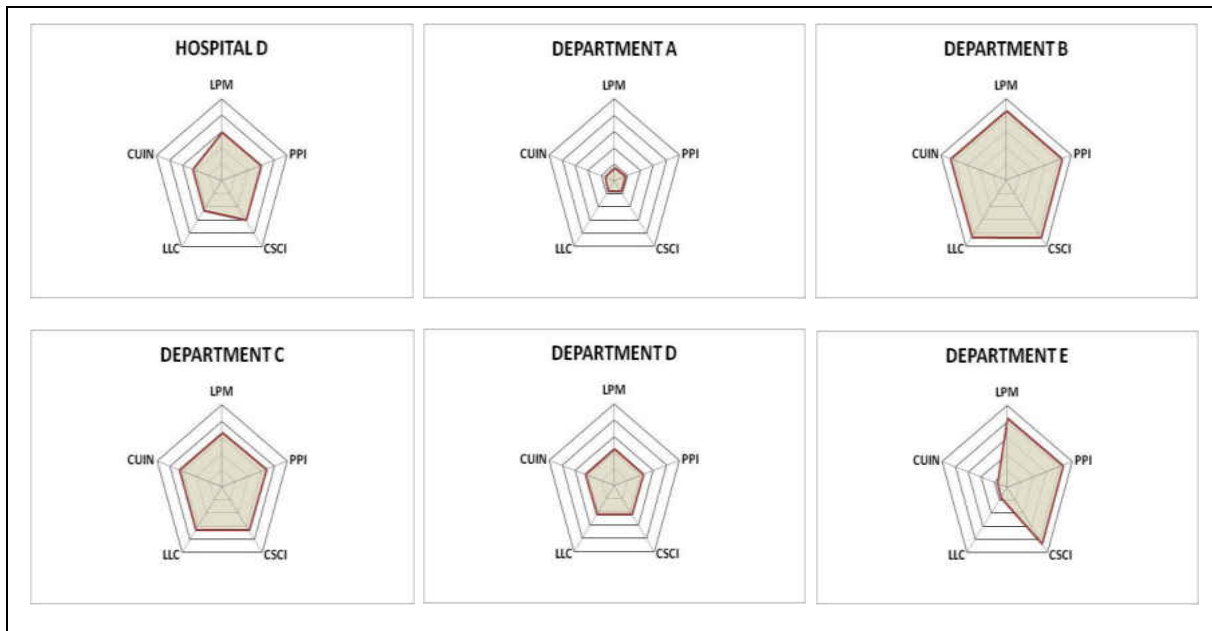 HOSPITAL D
LPM
CUIN
PPI
LLC
CSCI
DEPARTMENT A
LPM
CUIN
PPI
LLC
CSCI
DEPARTMENT B
LPM
CUIN
PPI
LLC
CSCI
DEPARTMENT C
LPM
CUIN
PPI
LLC
CSCI
DEPARTMENT D
LPM
CUIN
PPI
LLC
CSCI
DEPARTMENT E
LPM
CUIN
PPI
LLC
CSCI